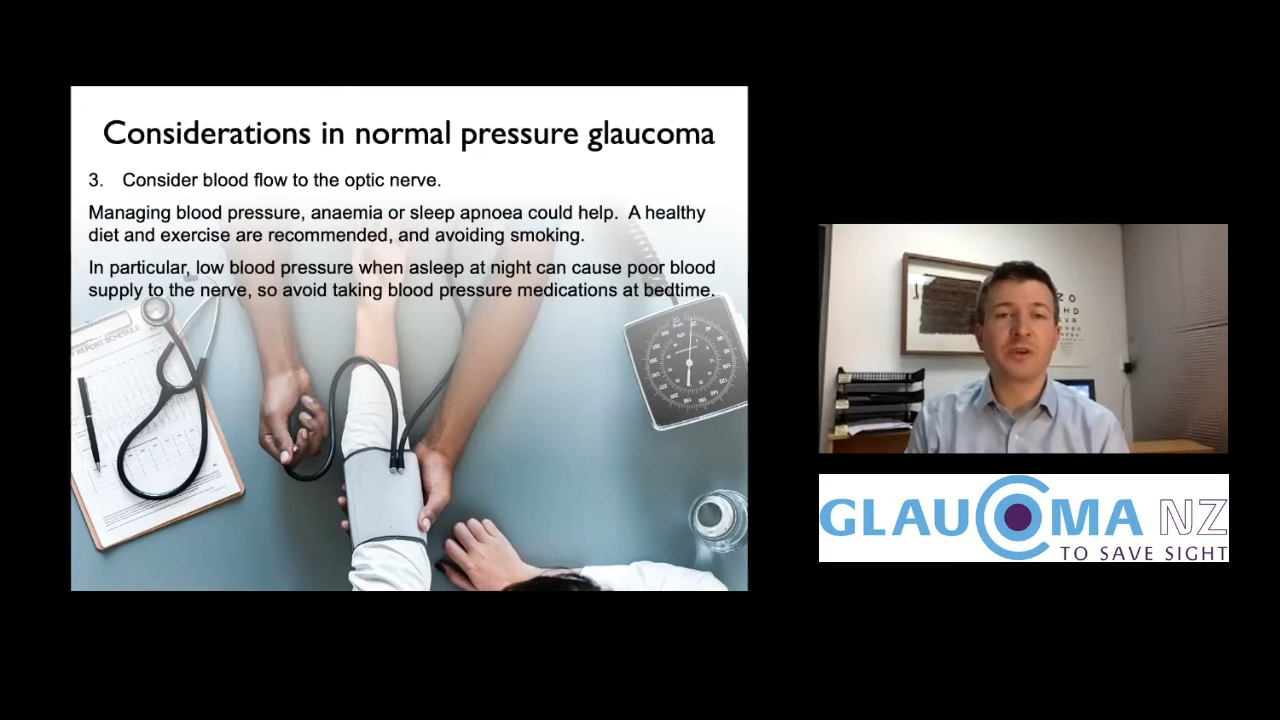 Considerations in normal pressure glaucoma
3. Consider blood flow to the optic nerve.
Managing blood pressure, anaemia or sleep apnoea could help. A healthy
diet and exercise are recommended, and avoiding smoking.
In particular, low blood pressure when asleep at night can cause poor blood
supply to the nerve, so avoid taking blood pressure medications at bedtime.
REPORT SCHEDULE
GLAUCOMA NZ
TO SAVE SIGHT